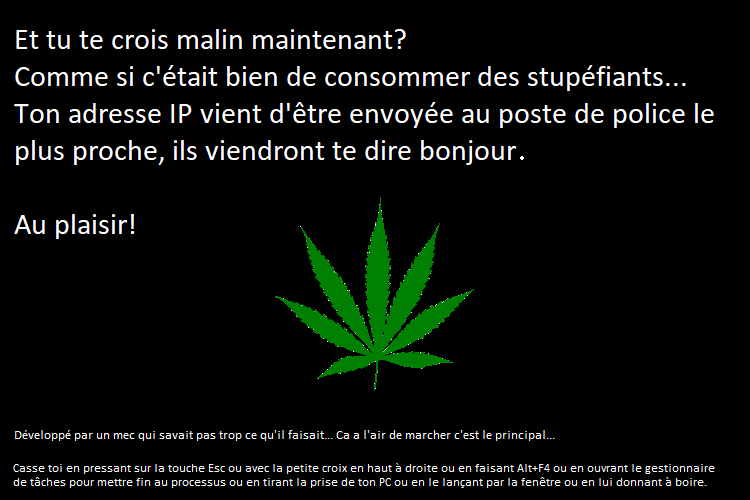 Et tu te crois malin maintenant?
Comme si c'était bien de consommer des stupéfiants...
Ton adresse IP vient d'être envoyée au poste de police le
plus proche, ils viendront te dire bonjour.
Au plaisir!
Développé par un mec qui savait pas trop ce qu'il faisait... Ca a l'air de marcher c'est le principal...
Casse toi en pressant sur la touche Esc ou avec la petite croix en haut à droite ou en faisant Alt+F4 ou en ouvrant le gestionnaire
de tâches pour mettre fin au processus ou en tirant la prise de ton PC ou en le lançant par la fenêtre ou en lui donnant à boire.